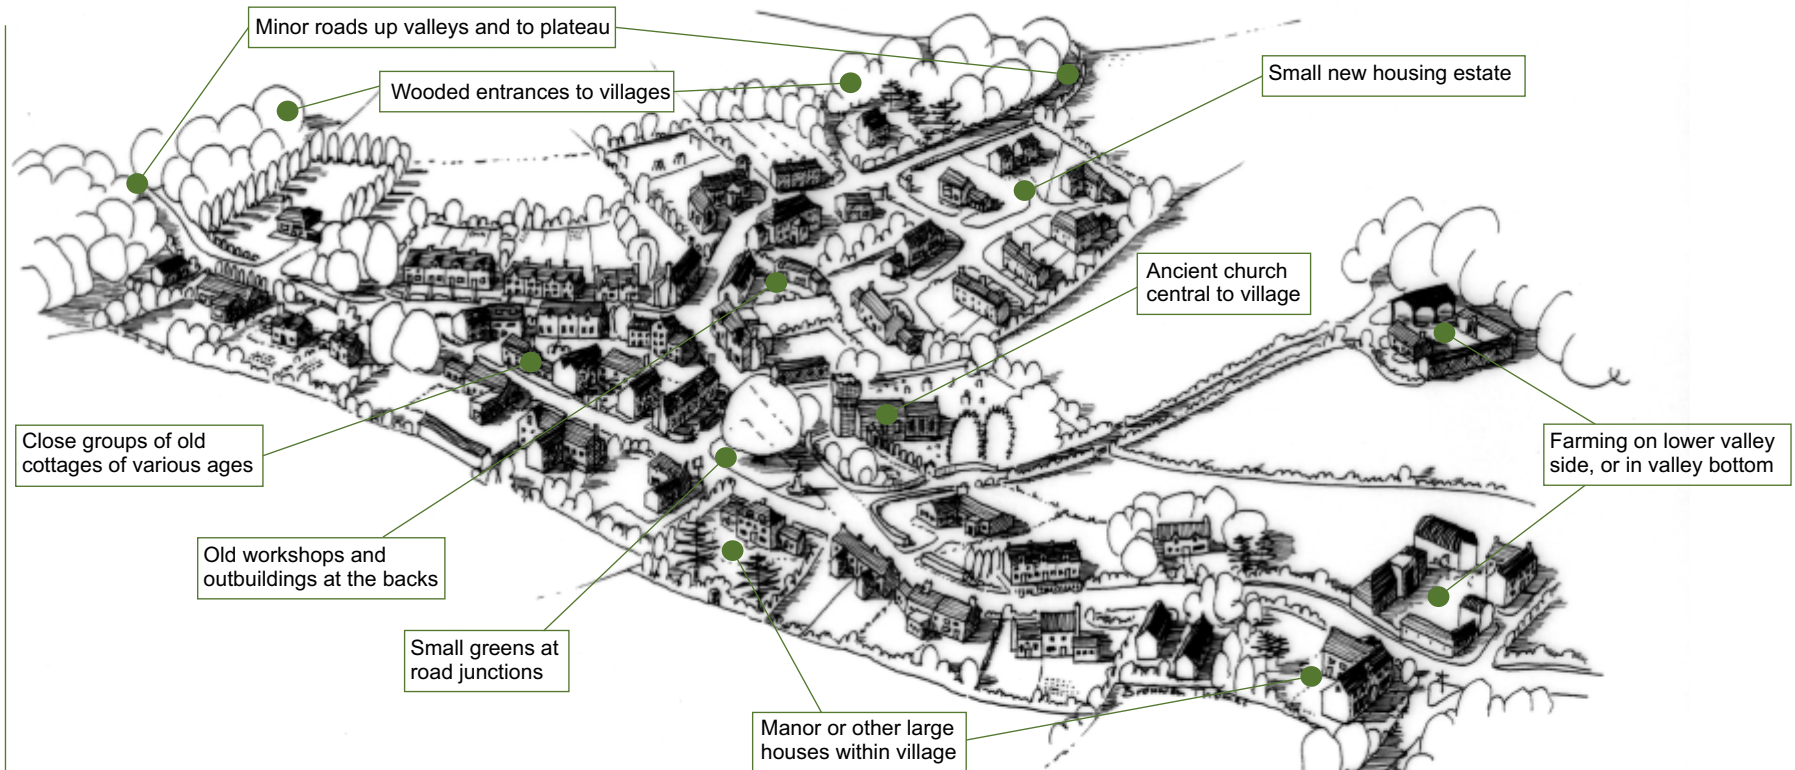 Minor roads up valleys and to plateau
Wooded entrances to villages
Small new housing estate
Ancient church
central to village
Close groups of old
cottages of various ages
Farming on lower valley
side, or in valley bottom
Old workshops and
outbuildings at the backs
Small greens at
road junctions
Manor or other large
houses within village